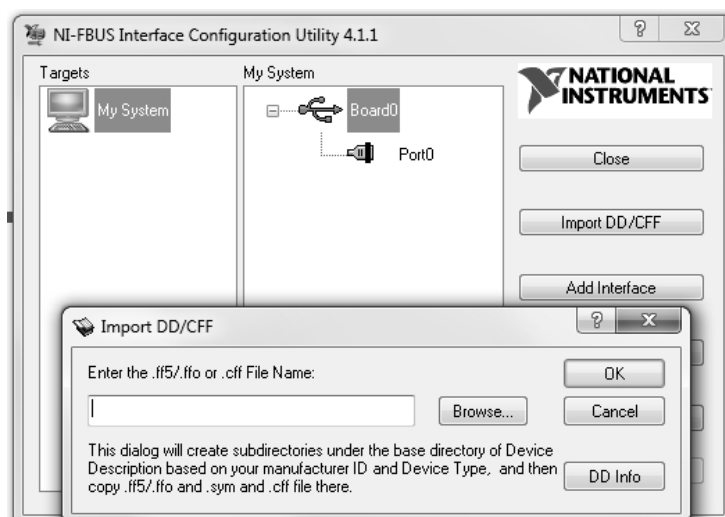 NI-FBUS Interface Configuration Utility 4.1.1
Targets
My System
My System
Board0
Port0
NATIONAL
INSTRUMENTS
Close
Import DD/CFF
Add Interface
Import DD/CFF
Enter the .ff5/.ffo or .cff File Name:
OK
Browse...
Cancel
This dialog will create subdirectories under the base directory of Device
Description based on your manufacturer ID and Device Type, and then
copy .ff5/.ffo and .sym and .cff file there.
DD Info